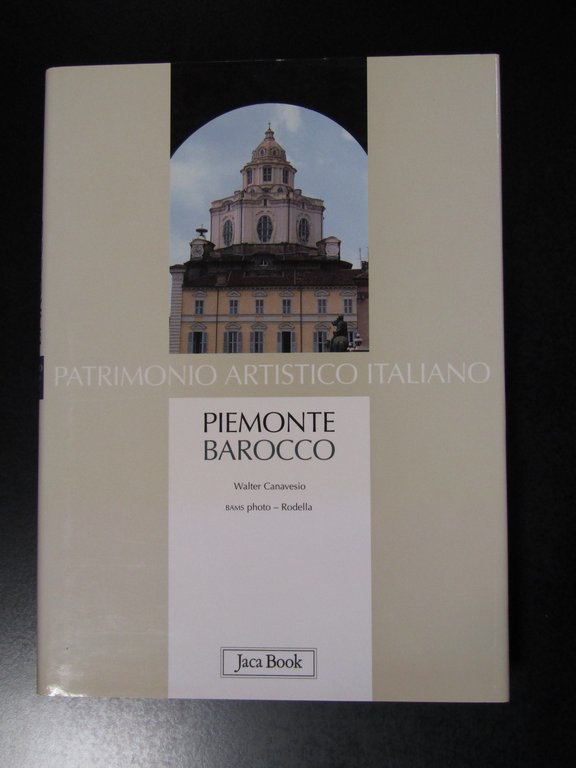 PATRIMONIO ARTISTICO ITALIANO
PIEMONTE
BAROCCO
Walter Canavesio
BAMS photo – Rodella
Jaca Book